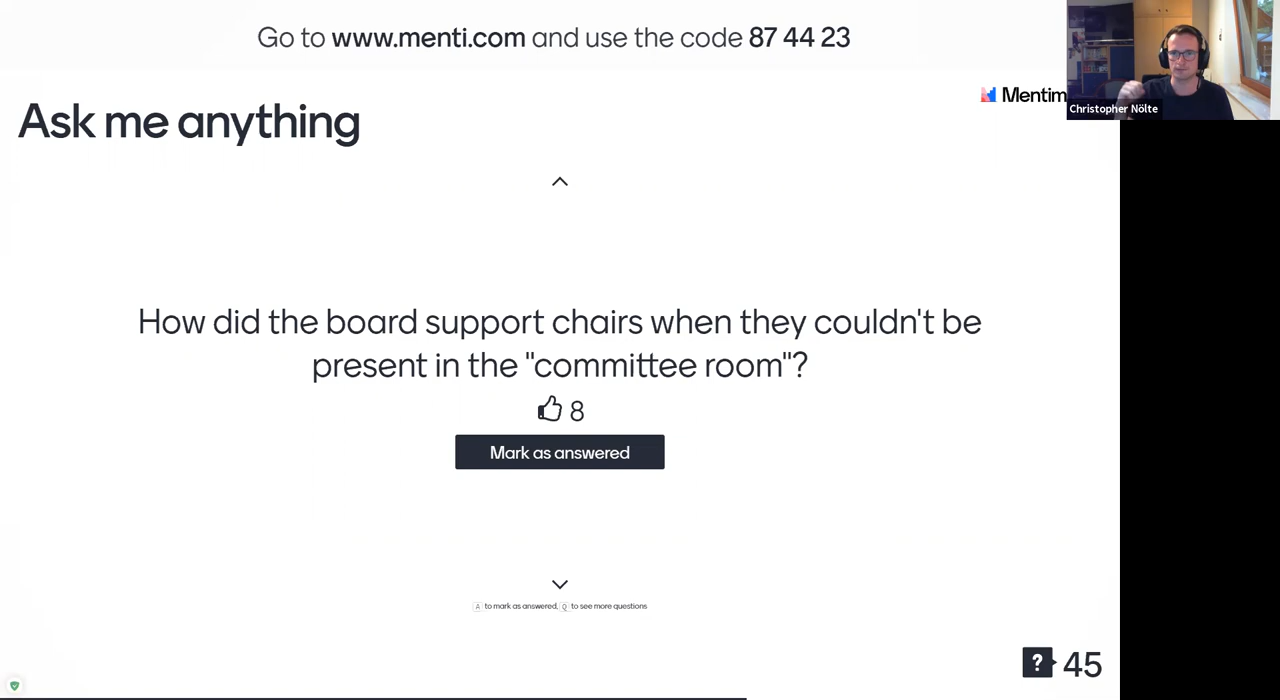 Go to www.menti.com and use the code 87 44 23
Mentim
Christopher Nölte
Ask me anything
How did the board support chairs when they couldn't be
present in the "committee room"?
8
Mark as answered
A to mark as answered, Q to see more questions
? 45